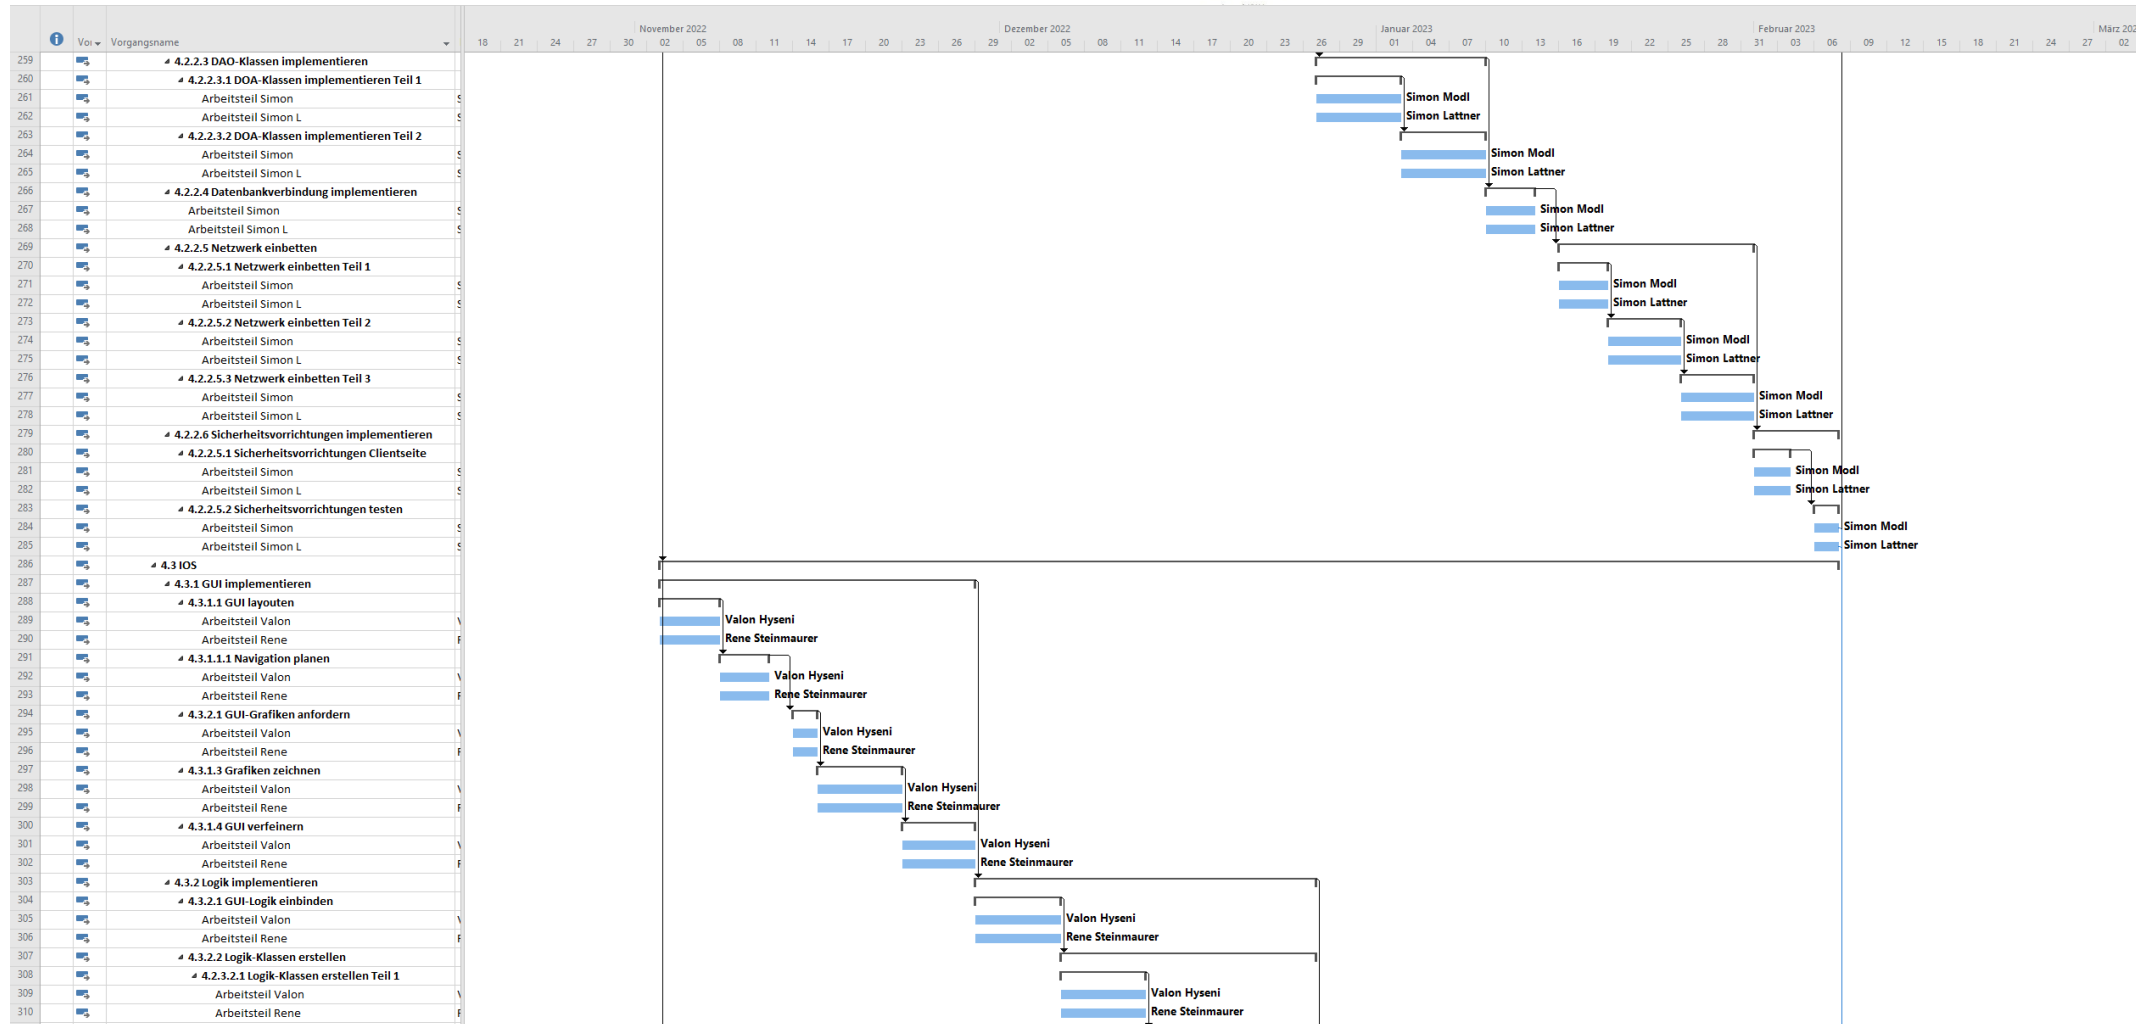 November 2022 Dezember 2022 Januar 2023 Februar 2023 März 202
Vor Vorgangsname 18 21 24 27 30 02 05 08 11 14 17 20 23 26 29 02 05 08 11 14 17 20 23 26 29 01 04 07 10 13 16 19 22 25 28 31 03 06 09 12 15 18 21 24 27 02
259 4.2.2.3 DAO-Klassen implementieren
260 4.2.2.3.1 DOA-Klassen implementieren Teil 1
261 Arbeitsteil Simon Simon Modl
262 Arbeitsteil Simon L Simon Lattner
263 4.2.2.3.2 DOA-Klassen implementieren Teil 2
264 Arbeitsteil Simon Simon Modl
265 Arbeitsteil Simon L Simon Lattner
266 4.2.2.4 Datenbankverbindung implementieren
267 Arbeitsteil Simon Simon Modl
268 Arbeitsteil Simon L Simon Lattner
269 4.2.2.5 Netzwerk einbetten
270 4.2.2.5.1 Netzwerk einbetten Teil 1
271 Arbeitsteil Simon Simon Modl
272 Arbeitsteil Simon L Simon Lattner
273 4.2.2.5.2 Netzwerk einbetten Teil 2
274 Arbeitsteil Simon Simon Modl
275 Arbeitsteil Simon L Simon Lattner
276 4.2.2.5.3 Netzwerk einbetten Teil 3
277 Arbeitsteil Simon Simon Modl
278 Arbeitsteil Simon L Simon Lattner
279 4.2.2.6 Sicherheitsvorrichtungen implementieren
280 4.2.2.5.1 Sicherheitsvorrichtungen Clientseite
281 Arbeitsteil Simon Simon Modl
282 Arbeitsteil Simon L Simon Lattner
283 4.2.2.5.2 Sicherheitsvorrichtungen testen
284 Arbeitsteil Simon Simon Modl
285 Arbeitsteil Simon L Simon Lattner
286 4.3 IOS
287 4.3.1 GUI implementieren
288 4.3.1.1 GUI layouten
289 Arbeitsteil Valon Valon Hyseni
290 Arbeitsteil Rene Rene Steinmaurer
291 4.3.1.1.1 Navigation planen
292 Arbeitsteil Valon Valon Hyseni
293 Arbeitsteil Rene Rene Steinmaurer
294 4.3.2.1 GUI-Grafiken anfordern
295 Arbeitsteil Valon Valon Hyseni
296 Arbeitsteil Rene Rene Steinmaurer
297 4.3.1.3 Grafiken zeichnen
298 Arbeitsteil Valon Valon Hyseni
299 Arbeitsteil Rene Rene Steinmaurer
300 4.3.1.4 GUI verfeinern
301 Arbeitsteil Valon Valon Hyseni
302 Arbeitsteil Rene Rene Steinmaurer
303 4.3.2 Logik implementieren
304 4.3.2.1 GUI-Logik einbinden
305 Arbeitsteil Valon Valon Hyseni
306 Arbeitsteil Rene Rene Steinmaurer
307 4.3.2.2 Logik-Klassen erstellen
308 4.2.3.2.1 Logik-Klassen erstellen Teil 1
309 Arbeitsteil Valon Valon Hyseni
310 Arbeitsteil Rene Rene Steinmaurer